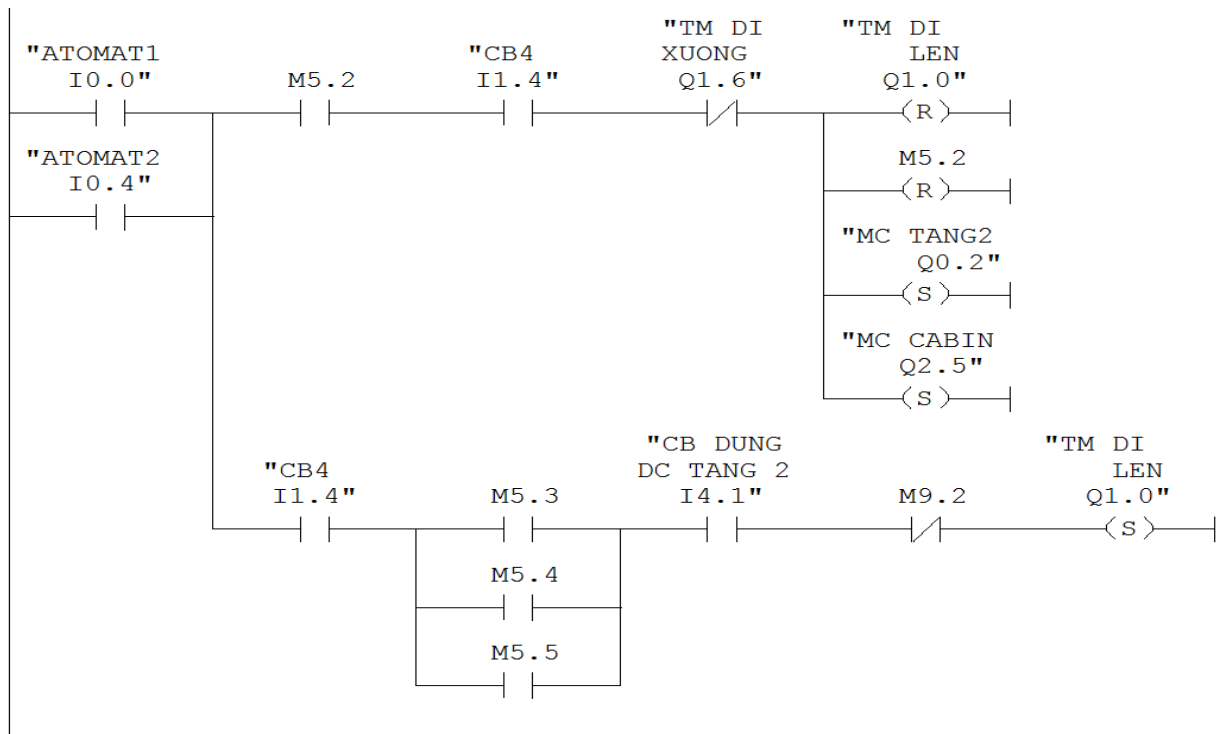 "ATOMAT1
I0.0"
M5.2
"CB4
I1.4"
"TM DI
XUONG
Q1.6"
"TM DI
LEN
Q1.0"
(R)
"ATOMAT2
I0.4"
M5.2
(R)
"MC TANG2
Q0.2"
(S)
"MC CABIN
Q2.5"
(S)
"CB4
I1.4"
M5.3
"CB DUNG
DC TANG 2
I4.1"
M9.2
"TM DI
LEN
Q1.0"
(S)
M5.4
M5.5